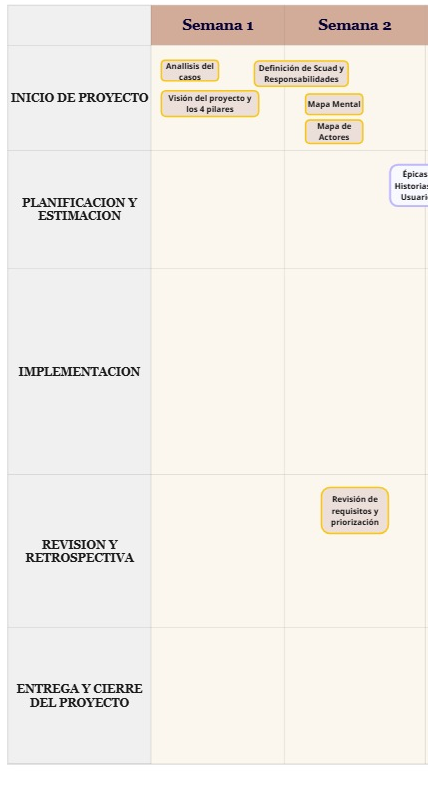 Semana 1
Semana 2
INICIO DE PROYECTO
Anallisis del
casos
Definición de Scuad y
Responsabilidades
Visión del proyecto y
los 4 pilares
Mapa Mental
Mapa de
Actores
PLANIFICACION Y
ESTIMACION
Épicas
Historias
Usuari
IMPLEMENTACION
REVISION Y
RETROSPECTIVA
Revisión de
requisitos y
priorización
ENTREGA Y CIERRE
DEL PROYECTO